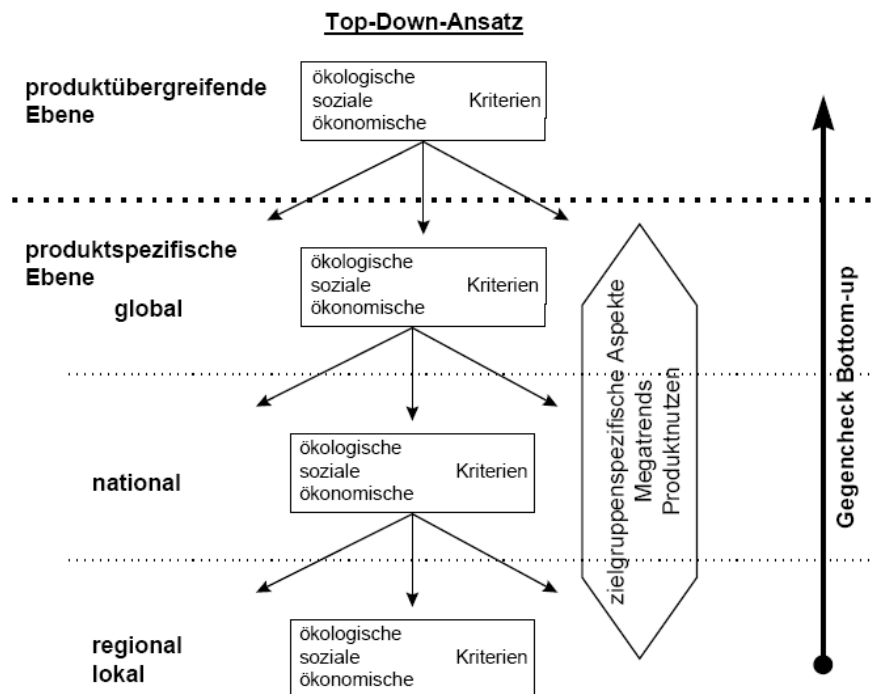 Top-Down-Ansatz
produktübergreifende
Ebene
ökologische
soziale Kriterien
ökonomische
produktspezifische
Ebene
global
ökologische
soziale Kriterien
ökonomische
national
ökologische
soziale Kriterien
ökonomische
regional
lokal
ökologische
soziale Kriterien
ökonomische
zielgruppenspezifische Aspekte
Megatrends
Produktnutzen
Gegencheck Bottom-up